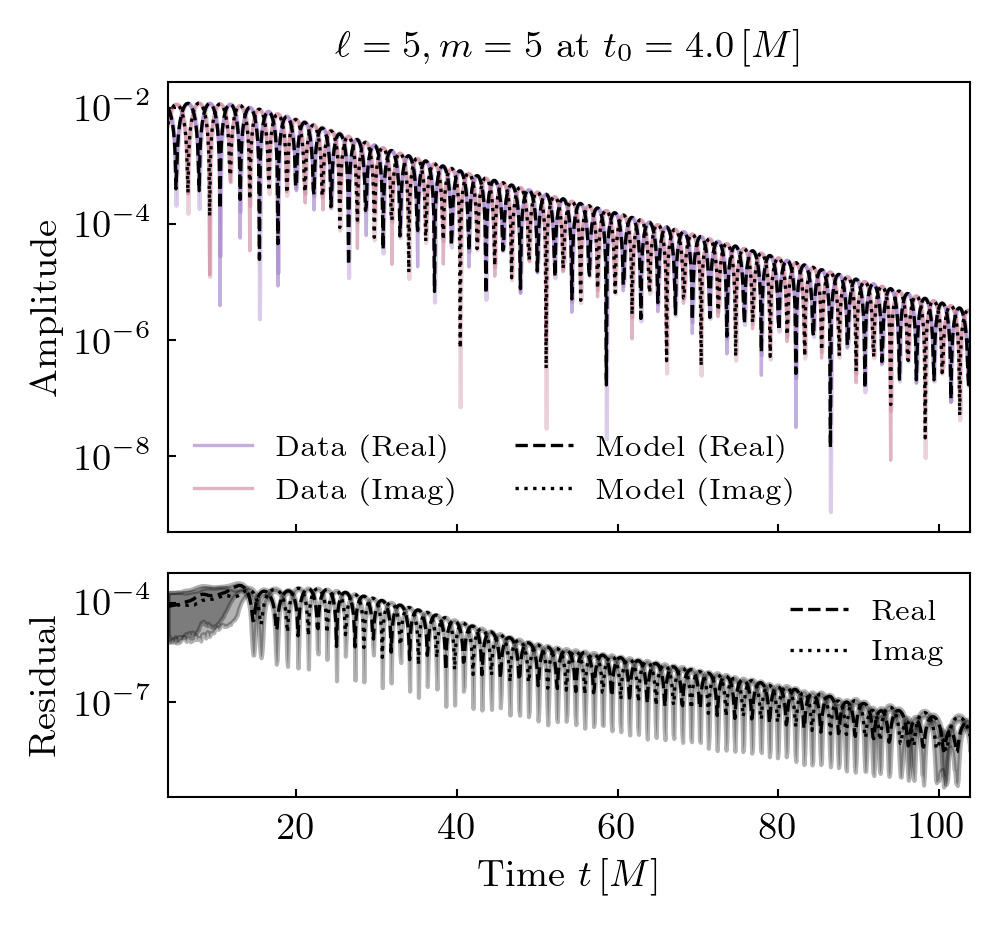 ℓ = 5, m = 5 at t₀ = 4.0 [M]
10⁻²
10⁻⁴
10⁻⁶
10⁻⁸
Amplitude
Data (Real)
Data (Imag)
Model (Real)
Model (Imag)
10⁻⁴
10⁻⁷
Residual
Real
Imag
20 40 60 80 100
Time t [M]